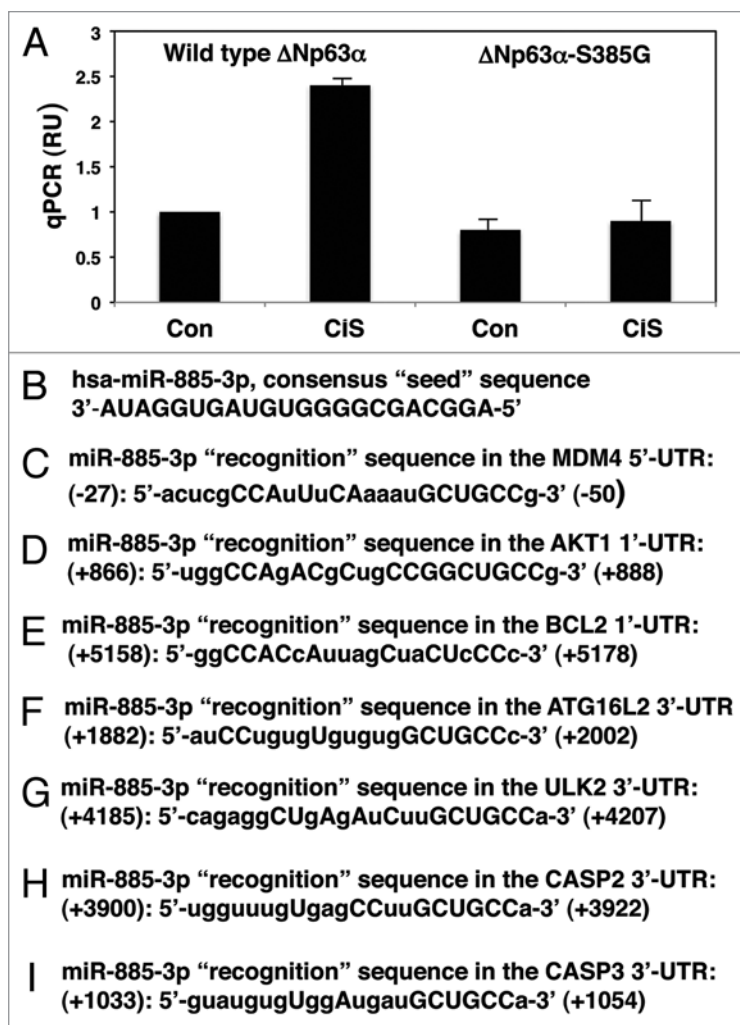 A
3
2.5
2
1.5
1
0.5
0
qPCR (RU)
Wild type ΔNp63α
ΔNp63α-S385G
Con
CiS
Con
CiS
B
hsa-miR-885-3p, consensus “seed” sequence
3’-AUAGGUGAUGUGGGGCGACGGA-5’
C
miR-885-3p “recognition” sequence in the MDM4 5’-UTR:
(-27): 5’-acucgCCAuUuCAaaauGCUGCCg-3’ (-50)
D
miR-885-3p “recognition” sequence in the AKT1 1’-UTR:
(+866): 5’-uggCCAgACgCugCCGGCUGCCg-3’ (+888)
E
miR-885-3p “recognition” sequence in the BCL2 1’-UTR:
(+5158): 5’-ggCCACcAuuagCuaCUcCCc-3’ (+5178)
F
miR-885-3p “recognition” sequence in the ATG16L2 3’-UTR
(+1882): 5’-auCCugugUgugugGCUGCCc-3’ (+2002)
G
miR-885-3p “recognition” sequence in the ULK2 3’-UTR:
(+4185): 5’-cagaggCUgAgAuCuuGCUGCCa-3’ (+4207)
H
miR-885-3p “recognition” sequence in the CASP2 3’-UTR:
(+3900): 5’-ugguuugUgagCCuuGCUGCCa-3’ (+3922)
I
miR-885-3p “recognition” sequence in the CASP3 3’-UTR:
(+1033): 5’-guaugugUggAugauGCUGCCa-3’ (+1054)